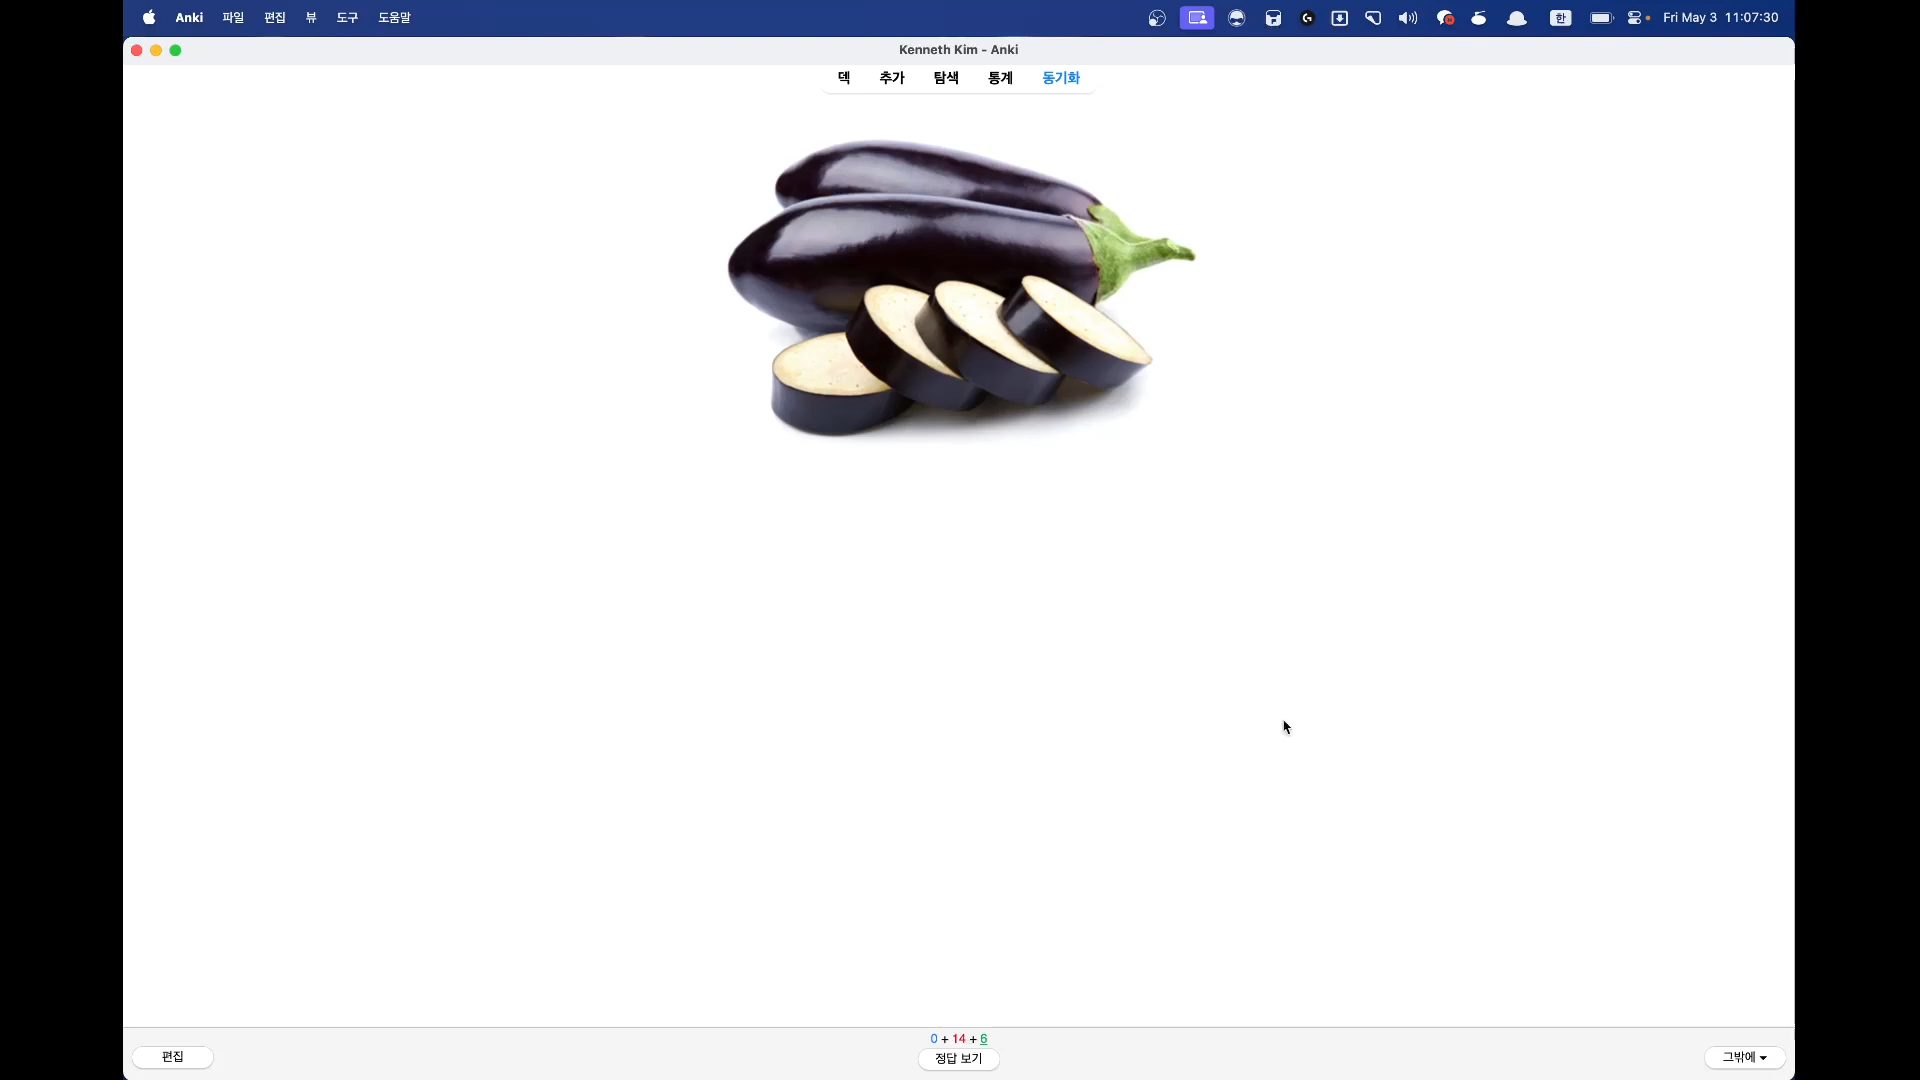 Anki 파일 편집 뷰 도구 도움말 한 Fri May 3 11:07:30
Kenneth Kim - Anki
덱 추가 탐색 통계 동기화
0 + 14 + 6
편집 정답 보기 그밖에